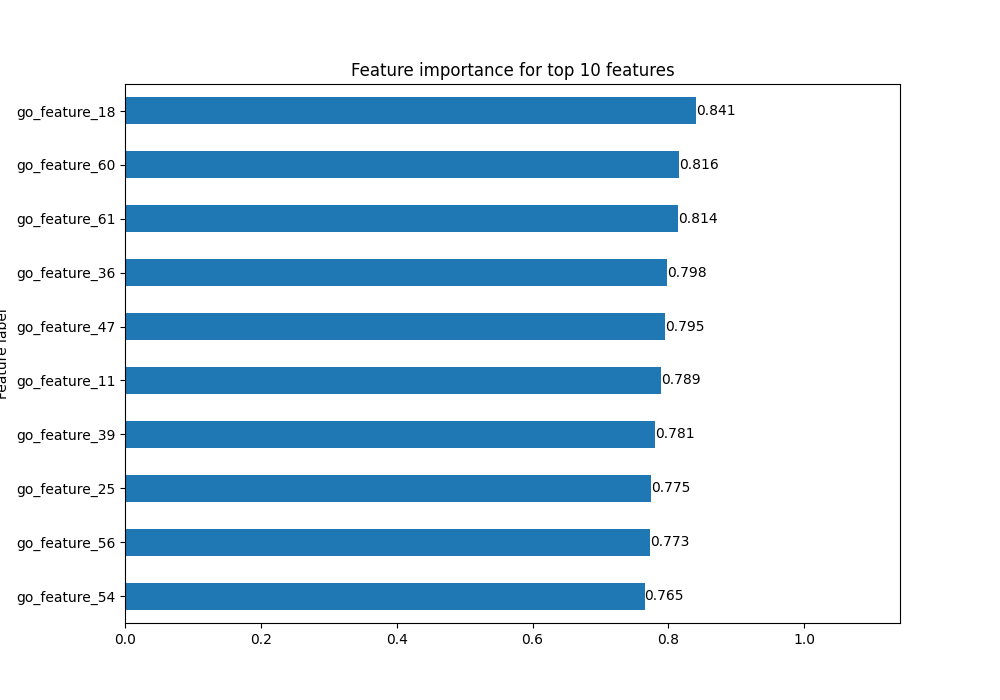 Feature importance for top 10 features
go_feature_18
0.841
go_feature_60
0.816
go_feature_61
0.814
go_feature_36
0.798
go_feature_47
0.795
go_feature_11
0.789
go_feature_39
0.781
go_feature_25
0.775
go_feature_56
0.773
go_feature_54
0.765
Feature label
0.0 0.2 0.4 0.6 0.8 1.0